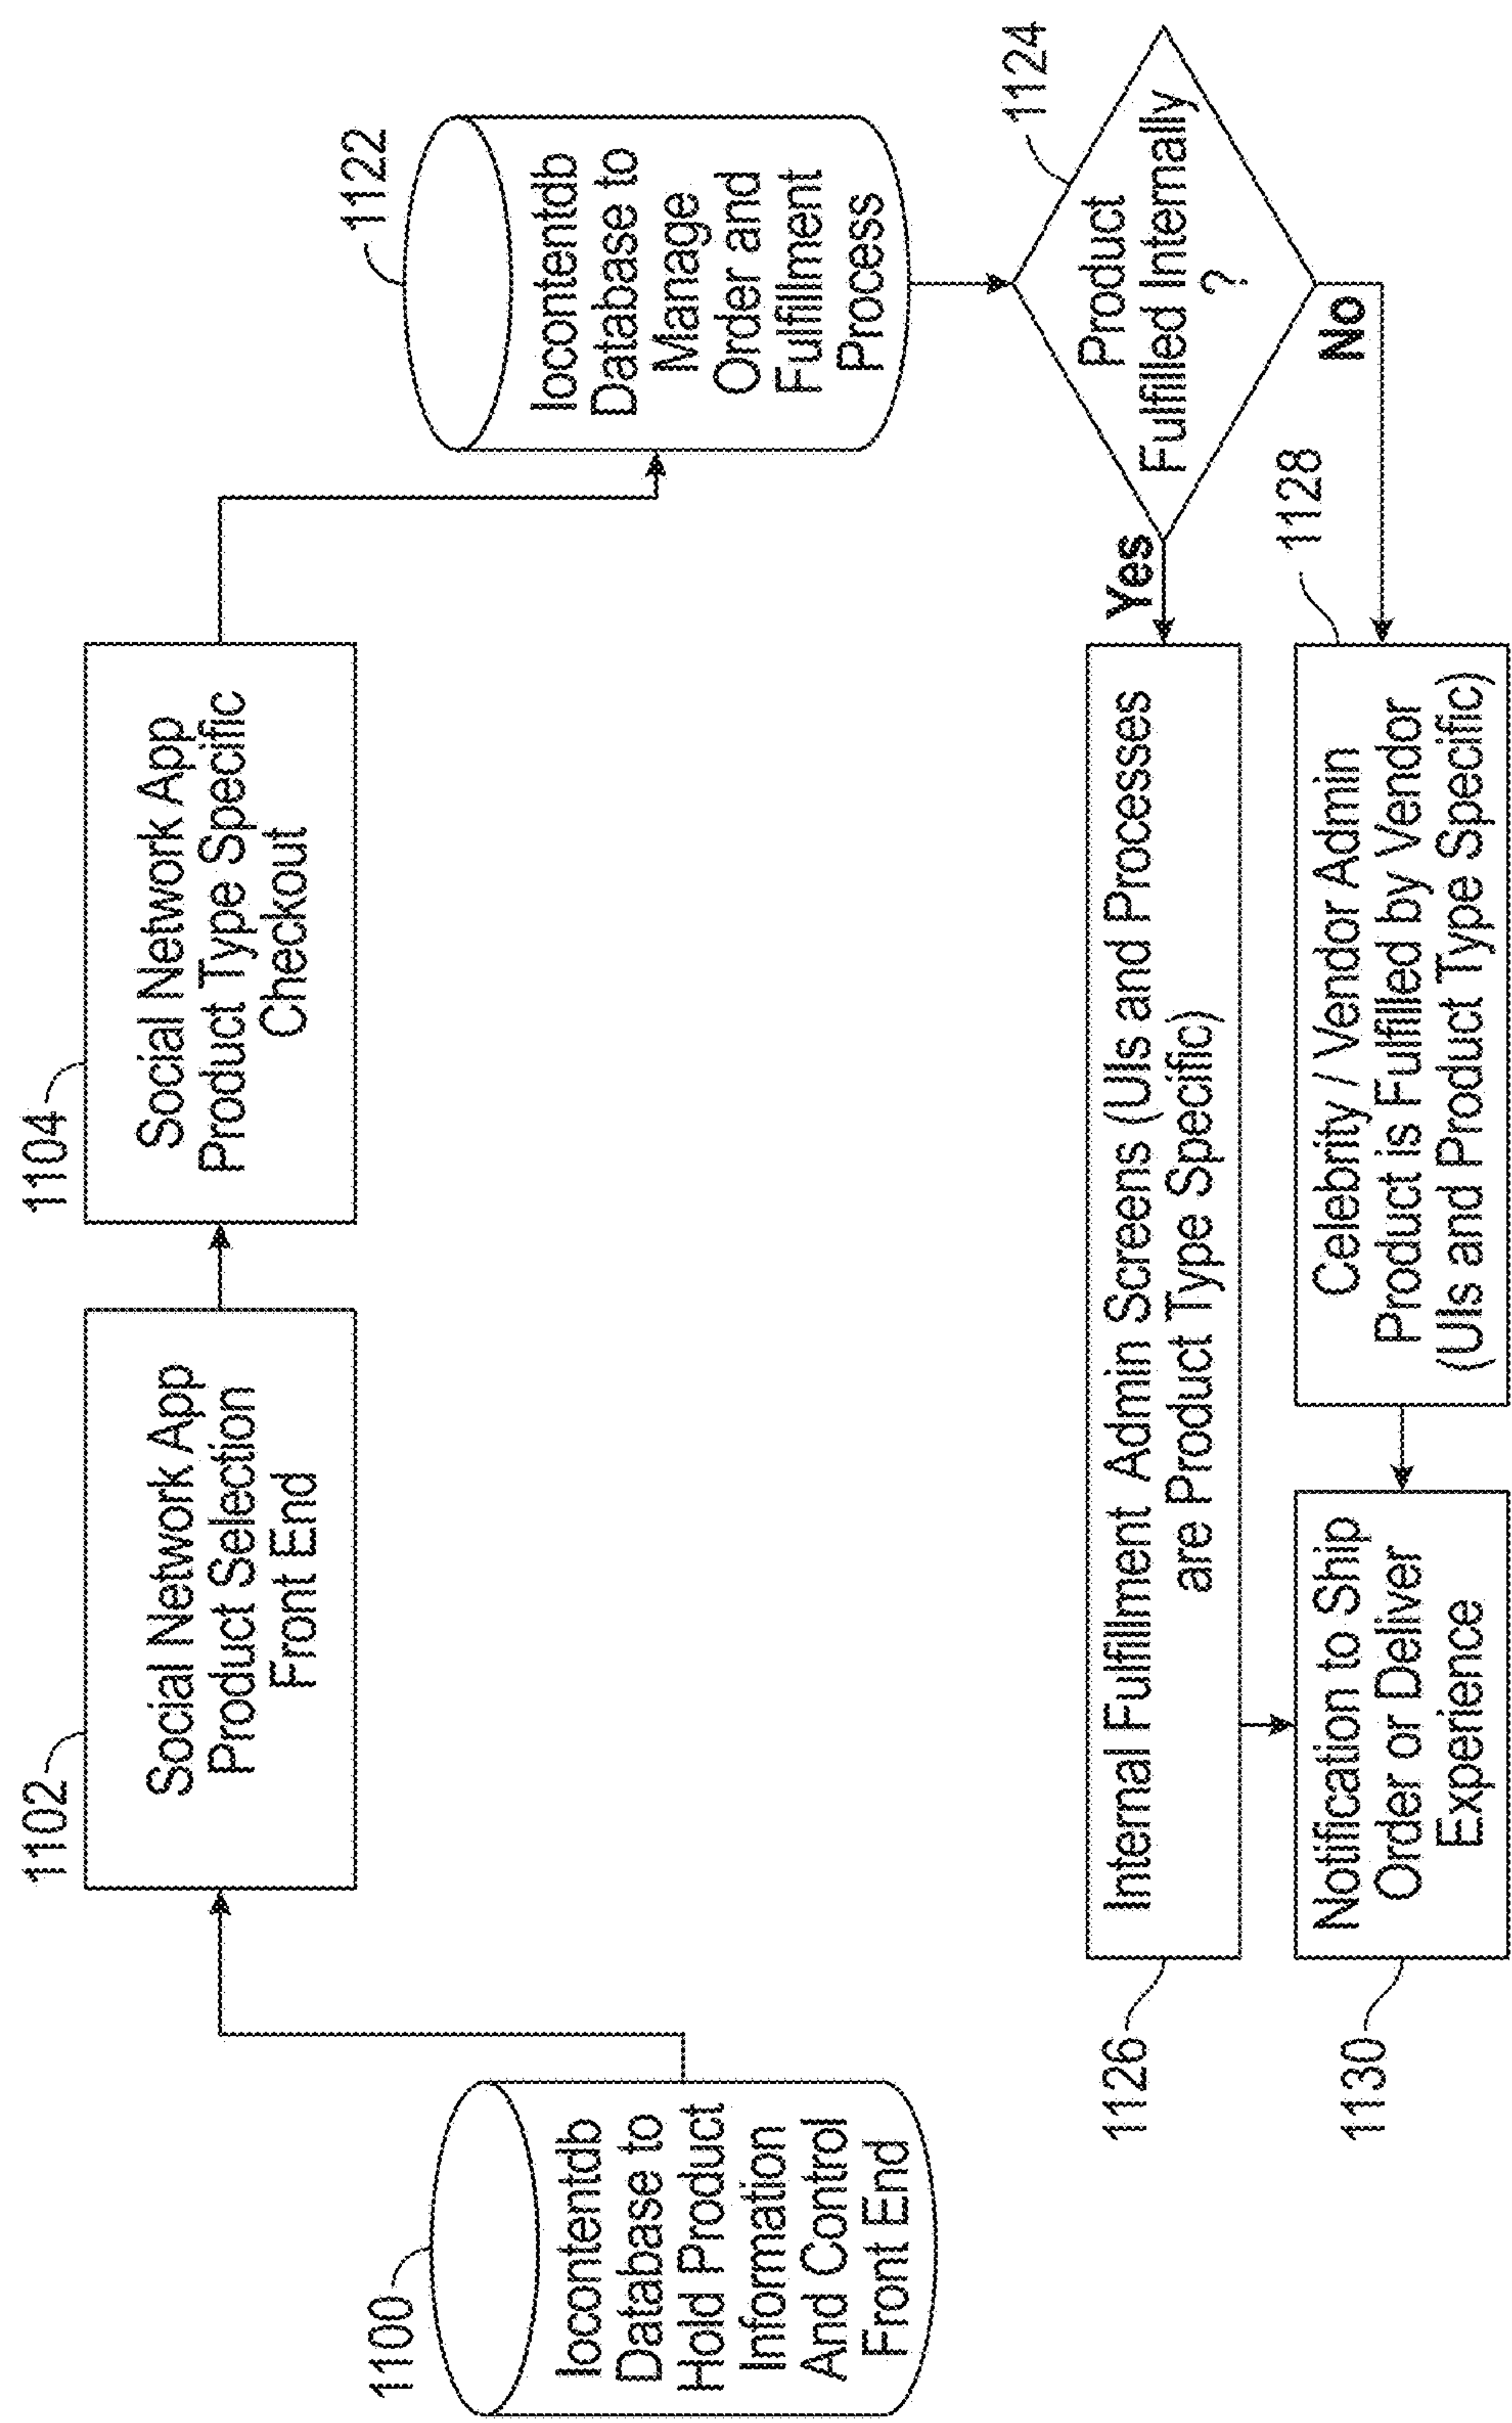 1100
Iocontentdb
Database to
Hold Product
Information
And Control
Front End
1102
Social Network App
Product Selection
Front End
1104
Social Network App
Product Type Specific
Checkout
1122
Iocontentdb
Database to
Manage
Order and
Fulfillment
Process
1124
Product
Fulfilled Internally
?
Yes
No
1126
Internal Fulfillment Admin Screens (UIs and Processes
are Product Type Specific)
1128
Celebrity / Vendor Admin
Product is Fulfilled by Vendor
(UIs and Product Type Specific)
1130
Notification to Ship
Order or Deliver
Experience